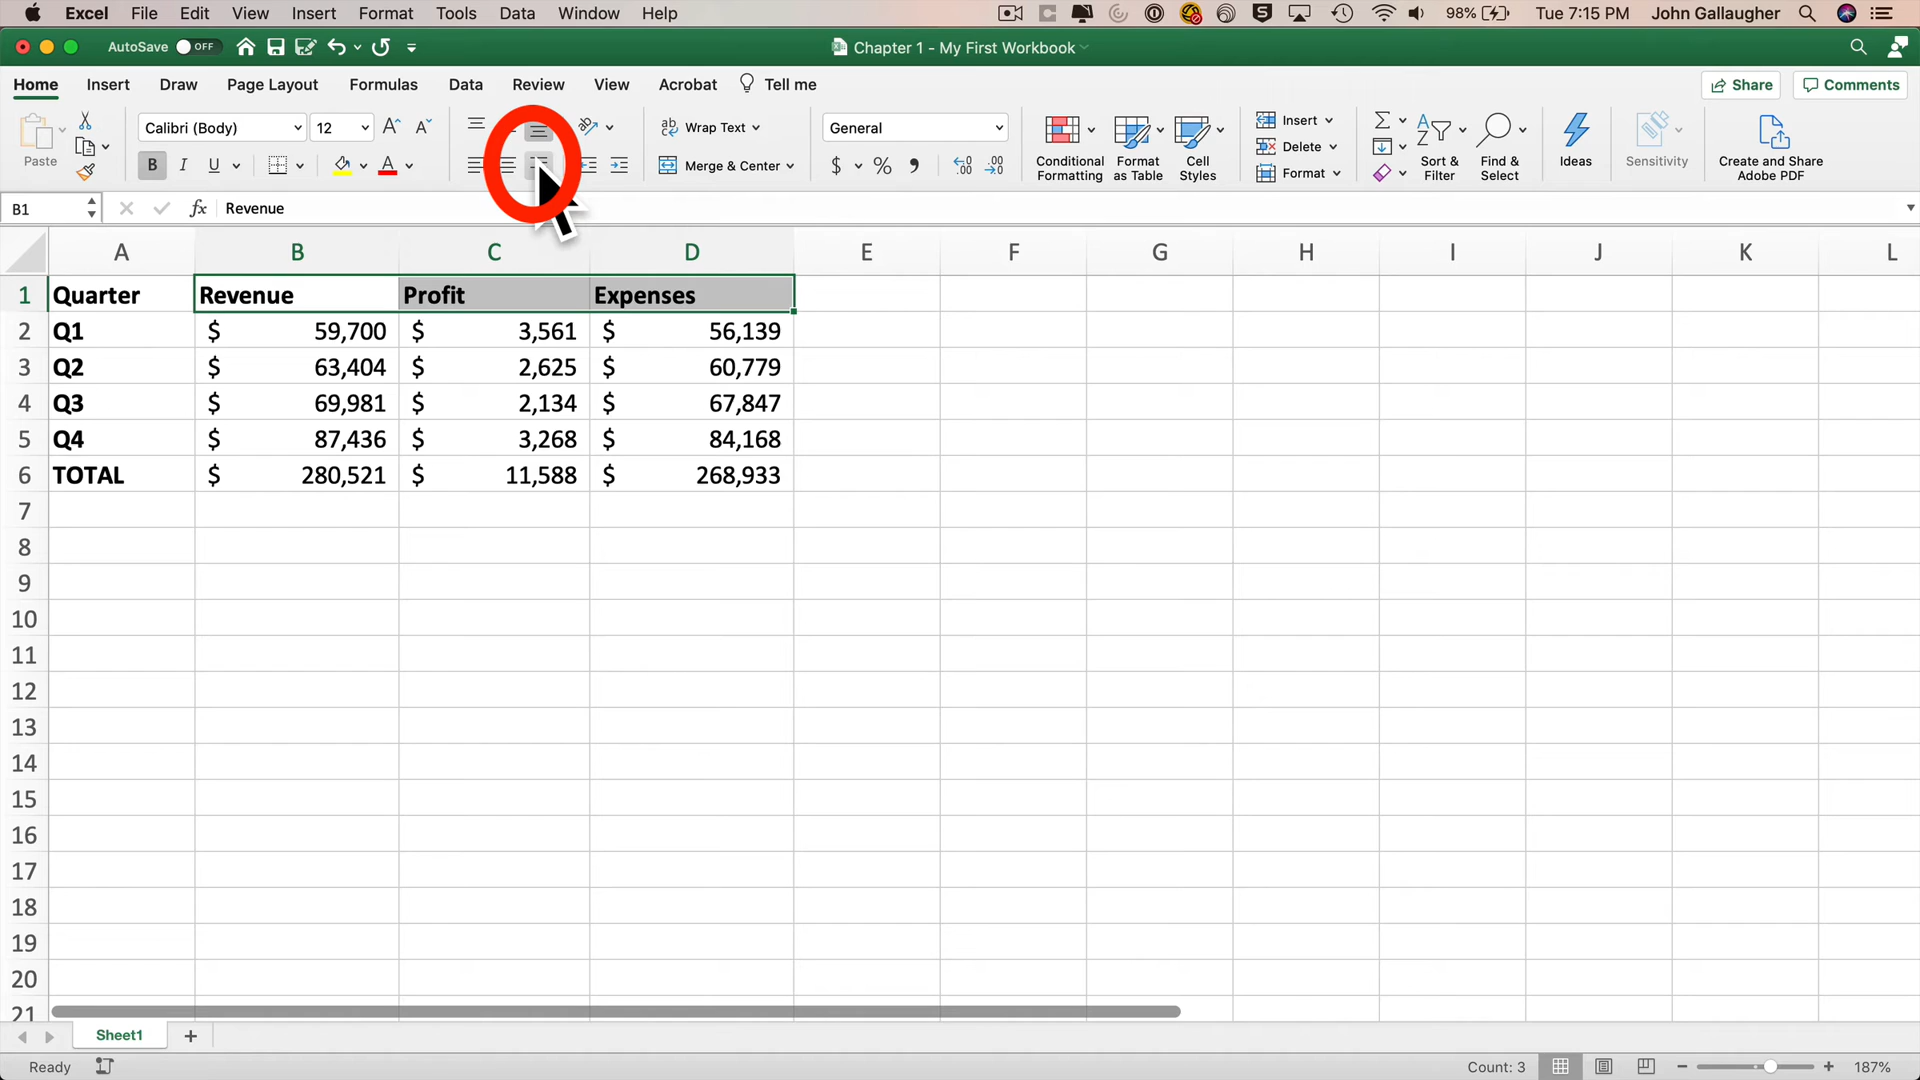 Excel File Edit View Insert Format Tools Data Window Help 98% Tue 7:15 PM John Gallaugher
AutoSave OFF Chapter 1 - My First Workbook
Home Insert Draw Page Layout Formulas Data Review View Acrobat Tell me Share Comments
Paste Calibri (Body) 12 A A Wrap Text General Insert
B I U A Merge & Center $ % Delete
Conditional Formatting Format as Table Cell Styles Format Sort & Filter Find & Select Ideas Sensitivity Create and Share Adobe PDF
B1 fx Revenue
A B C D E F G H I J K L
1 Quarter Revenue Profit Expenses
2 Q1 $ 59,700 $ 3,561 $ 56,139
3 Q2 $ 63,404 $ 2,625 $ 60,779
4 Q3 $ 69,981 $ 2,134 $ 67,847
5 Q4 $ 87,436 $ 3,268 $ 84,168
6 TOTAL $ 280,521 $ 11,588 $ 268,933
7
8
9
10
11
12
13
14
15
16
17
18
19
20
21
Sheet1 +
Ready Count: 3 187%